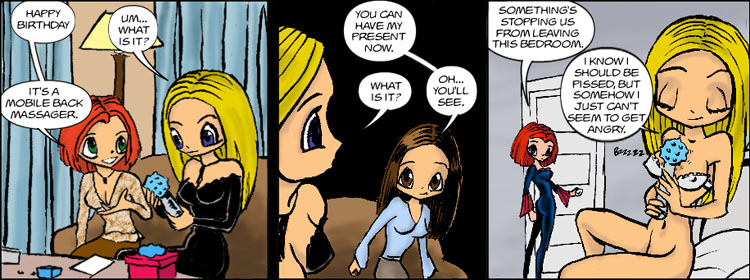 HAPPY
BIRTHDAY
UM...
WHAT
IS IT?
IT'S A
MOBILE BACK
MASSAGER.
YOU CAN
HAVE MY
PRESENT
NOW.
WHAT
IS IT?
OH...
YOU'LL
SEE.
SOMETHING'S
STOPPING US
FROM LEAVING
THIS BEDROOM.
I KNOW I
SHOULD BE
PISSED, BUT
SOMEHOW I
JUST CAN'T
SEEM TO GET
ANGRY.
Bzzzzz